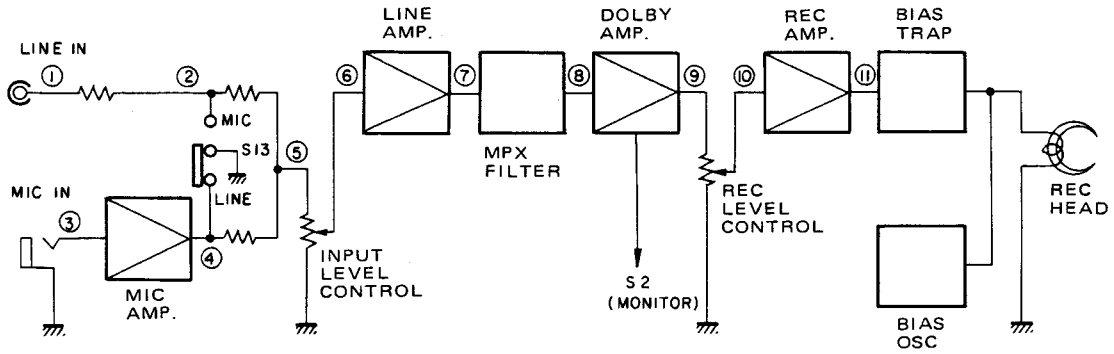 LINE IN
①
②
MIC
S13
LINE
MIC IN
③
④
MIC
AMP.
⑤
INPUT
LEVEL
CONTROL
⑥
LINE
AMP.
⑦
MPX
FILTER
⑧
DOLBY
AMP.
⑨
S2
(MONITOR)
REC
LEVEL
CONTROL
⑩
REC
AMP.
⑪
BIAS
TRAP
BIAS
OSC
REC
HEAD